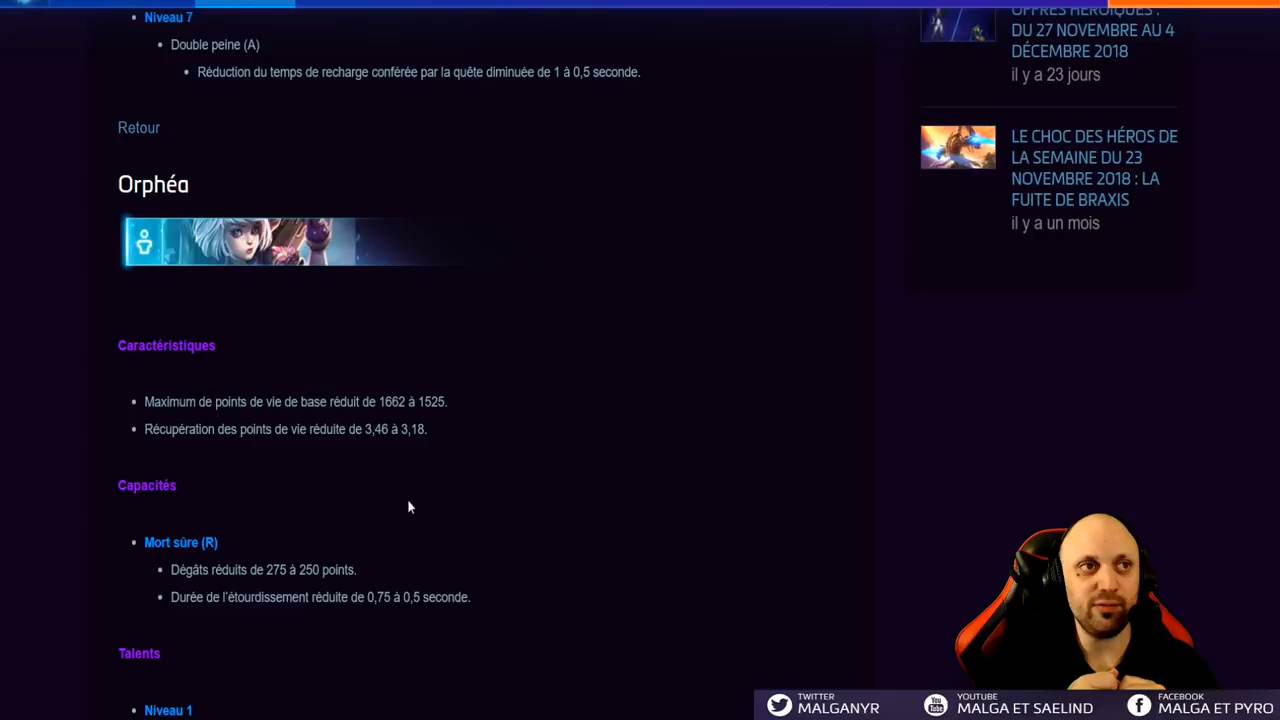 Niveau 7
Double peine (A)
Réduction du temps de recharge conférée par la quête diminuée de 1 à 0,5 seconde.
Retour
Orphéa
Caractéristiques
Maximum de points de vie de base réduit de 1662 à 1525.
Récupération des points de vie réduite de 3,46 à 3,18.
Capacités
Mort sûre (R)
Dégâts réduits de 275 à 250 points.
Durée de l'étourdissement réduite de 0,75 à 0,5 seconde.
Talents
Niveau 1
OFFRES HÉROÏQUES :
DU 27 NOVEMBRE AU 4
DÉCEMBRE 2018
il y a 23 jours
LE CHOC DES HÉROS DE
LA SEMAINE DU 23
NOVEMBRE 2018 : LA
FUITE DE BRAXIS
il y a un mois
TWITTER
MALGANYR
YOUTUBE
MALGA ET SAELIND
FACEBOOK
MALGA ET PYRO